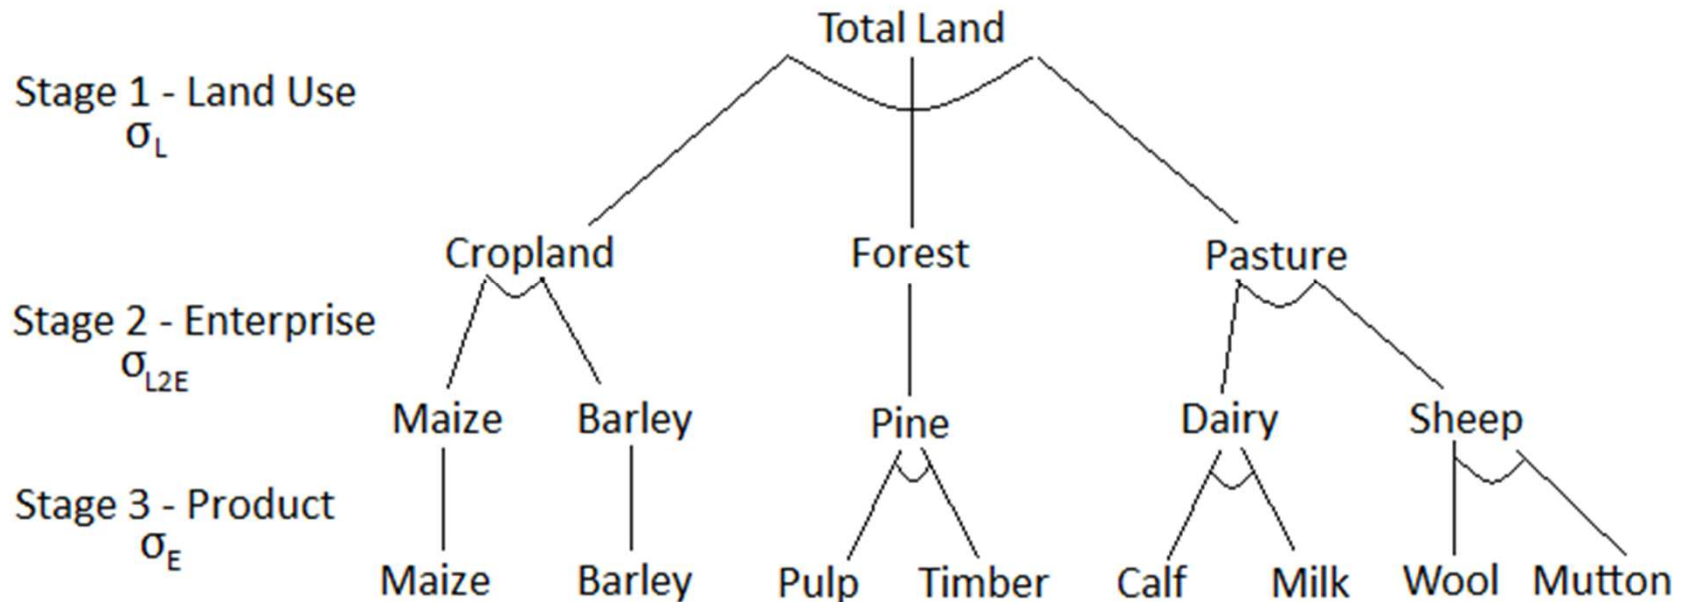 Total Land
Stage 1 - Land Use
σL
Cropland Forest Pasture
Stage 2 - Enterprise
σL2E
Maize Barley Pine Dairy Sheep
Stage 3 - Product
σE
Maize Barley Pulp Timber Calf Milk Wool Mutton